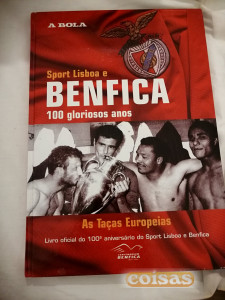 A BOLA
Sport Lisboa e
BENFICA
100 gloriosos anos
As Taças Europeias
Livro oficial do 100º aniversário do Sport Lisboa e Benfica
BENFICA
coisas